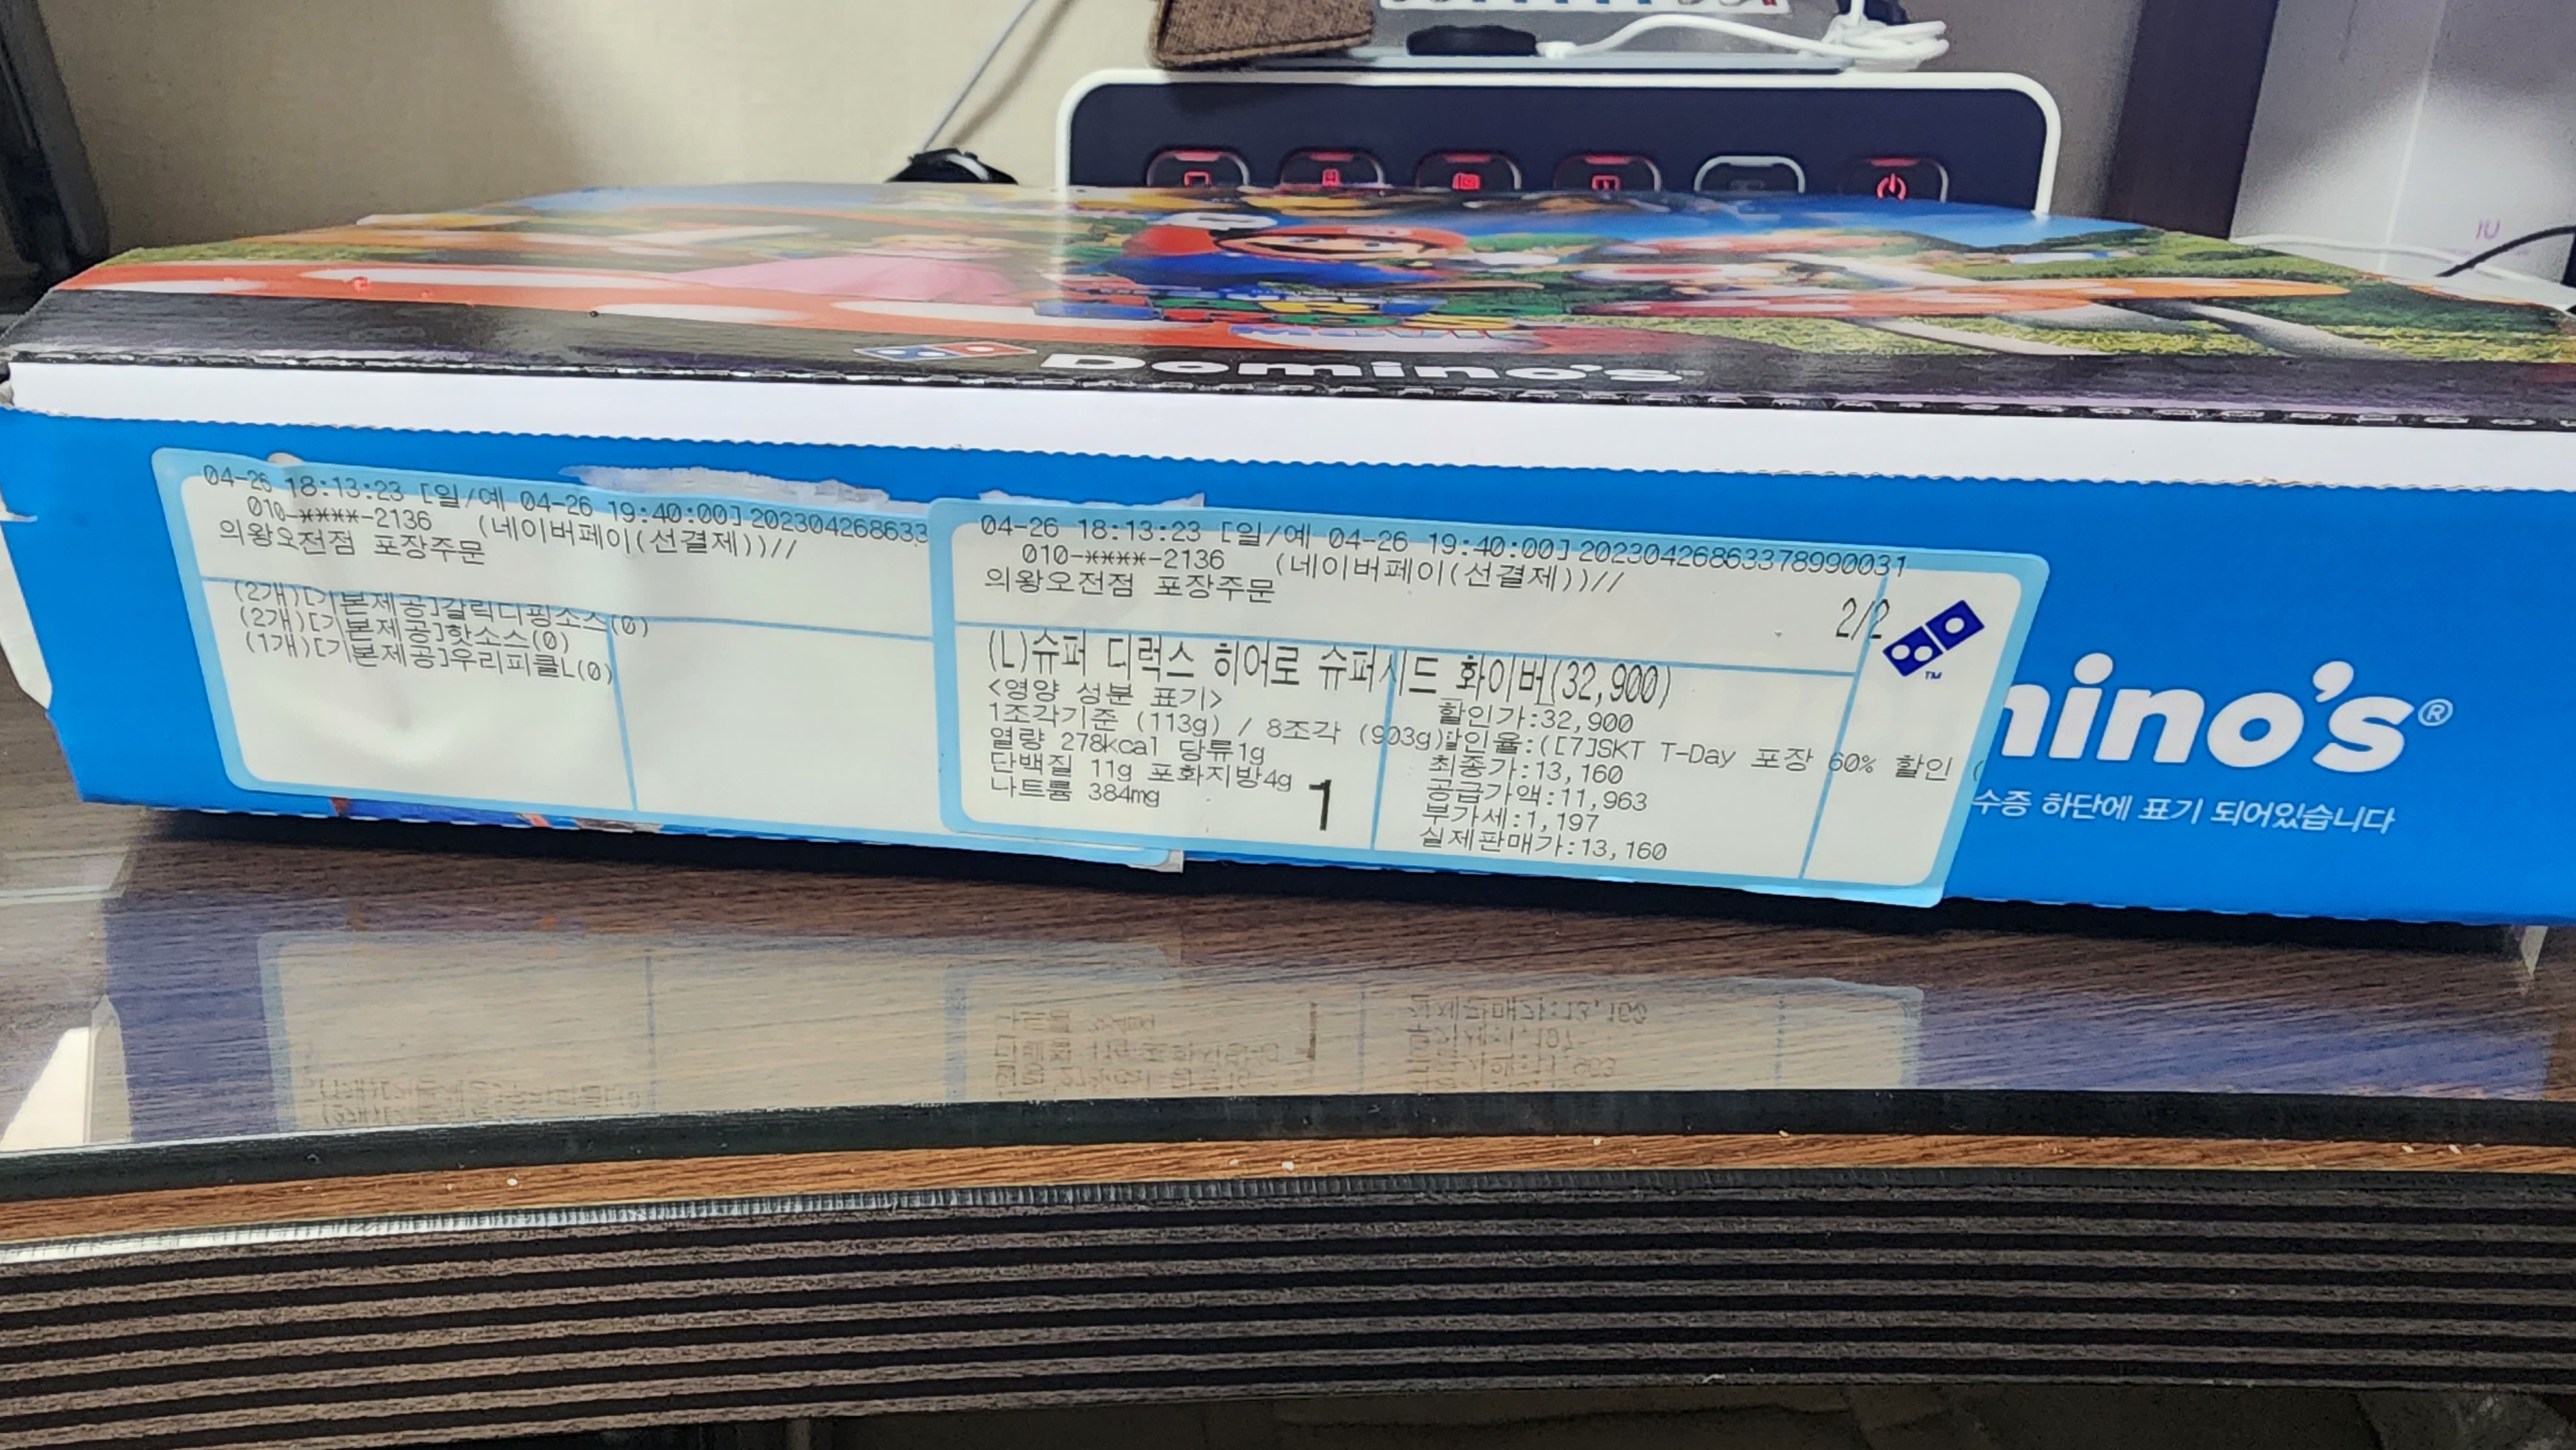 IU
Domino's
04-26 18:13:23 [일/예 04-26 19:40:00] 202304268633
010-****-2136 (네이버페이(선결제))//
의왕오전점 포장주문
(2개)[기본제공]갈릭디핑소스(0)
(2개)[기본제공]핫소스(0)
(1개)[기본제공]우리피클L(0)
04-26 18:13:23 [일/예 04-26 19:40:00] 20230426863378990031
010-****-2136 (네이버페이(선결제))//
의왕오전점 포장주문
2/2
(L)슈퍼 디럭스 히어로 슈퍼시드 화이버(32,900)
<영양 성분 표기>
1조각기준 (113g) / 8조각 (903g)
열량 278kcal 당류1g
단백질 11g 포화지방4g
나트륨 384mg
1
할인가:32,900
할인율:([7]SKT T-Day 포장 60% 할인 (
최종가:13,160
공급가액:11,963
부가세:1,197
실제판매가:13,160
TM
nino's®
수증 하단에 표기 되어있습니다